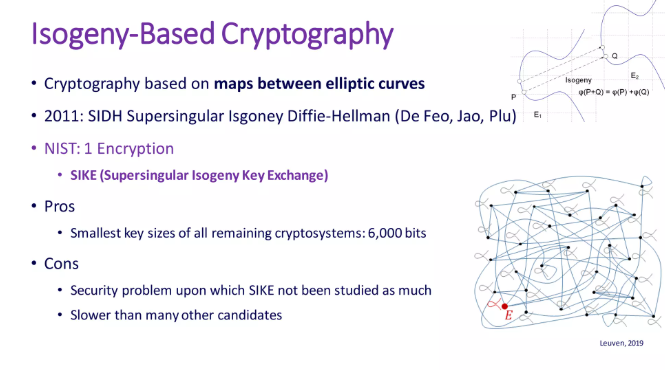 Isogeny-Based Cryptography
• Cryptography based on maps between elliptic curves
• 2011: SIDH Supersingular Isgoney Diffie-Hellman (De Feo, Jao, Plu)
• NIST: 1 Encryption
• SIKE (Supersingular Isogeny Key Exchange)
• Pros
• Smallest key sizes of all remaining cryptosystems: 6,000 bits
• Cons
• Security problem upon which SIKE not been studied as much
• Slower than many other candidates
Q
E₂
Isogeny
φ(P+Q) = φ(P) +φ(Q)
P
E₁
E
Leuven, 2019